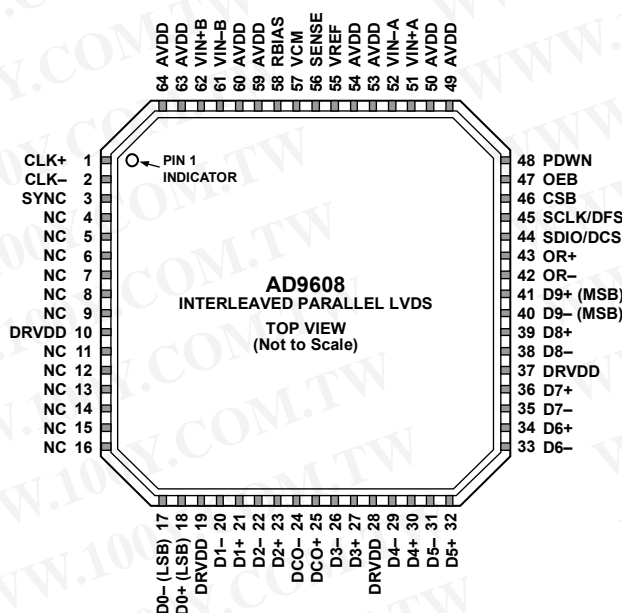 64 AVDD
63 AVDD
62 VIN+B
61 VIN–B
60 AVDD
59 AVDD
58 RBIAS
57 VCM
56 SENSE
55 VREF
54 AVDD
53 AVDD
52 VIN–A
51 VIN+A
50 AVDD
49 AVDD
CLK+ 1
CLK– 2
SYNC 3
NC 4
NC 5
NC 6
NC 7
NC 8
NC 9
DRVDD 10
NC 11
NC 12
NC 13
NC 14
NC 15
NC 16
PIN 1
INDICATOR
AD9608
INTERLEAVED PARALLEL LVDS
TOP VIEW
(Not to Scale)
48 PDWN
47 OEB
46 CSB
45 SCLK/DFS
44 SDIO/DCS
43 OR+
42 OR–
41 D9+ (MSB)
40 D9– (MSB)
39 D8+
38 D8–
37 DRVDD
36 D7+
35 D7–
34 D6+
33 D6–
D0– (LSB) 17
D0+ (LSB) 18
DRVDD 19
D1– 20
D1+ 21
D2– 22
D2+ 23
DCO– 24
DCO+ 25
D3– 26
D3+ 27
DRVDD 28
D4– 29
D4+ 30
D5– 31
D5+ 32
WWW.100Y.COM.TW